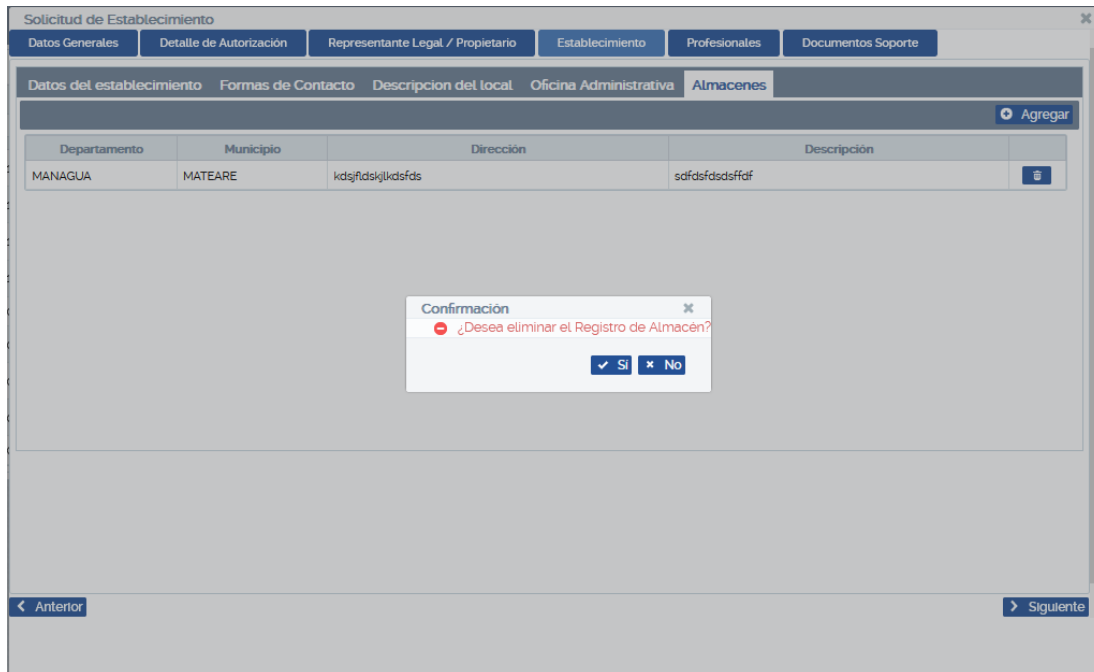 Solicitud de Establecimiento
Datos Generales Detalle de Autorización Representante Legal / Propietario Establecimiento Profesionales Documentos Soporte
Datos del establecimiento Formas de Contacto Descripcion del local Oficina Administrativa Almacenes
Agregar
Departamento Municipio Dirección Descripción
MANAGUA MATEARE kdsjfldskjlkdsfds sdfdsfdsdsffdf
Confirmación
¿Desea eliminar el Registro de Almacén?
Sí No
Anterior Siguiente